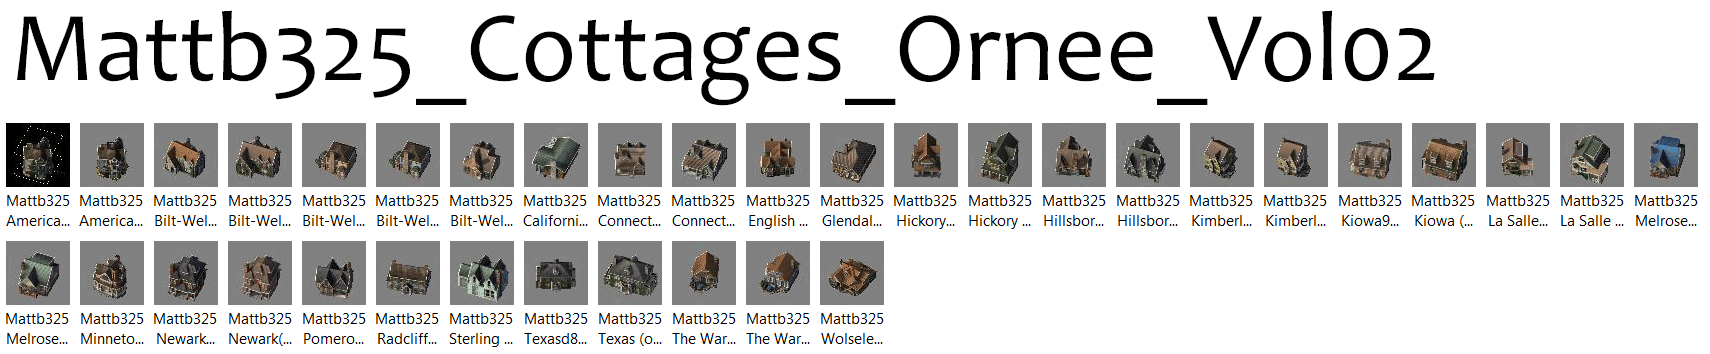 Mattb325_Cottages_Ornee_Vol02
Mattb325 Mattb325 Mattb325 Mattb325 Mattb325 Mattb325 Mattb325 Mattb325 Mattb325 Mattb325 Mattb325 Mattb325 Mattb325 Mattb325 Mattb325 Mattb325 Mattb325 Mattb325 Mattb325 Mattb325 Mattb325 Mattb325 Mattb325
America... America... Bilt-Wel... Bilt-Wel... Bilt-Wel... Bilt-Wel... Bilt-Wel... Californi... Connect... Connect... English ... Glendal... Hickory... Hickory ... Hillsbor... Hillsbor... Kimberl... Kimberl... Kiowa9... Kiowa (... La Salle... La Salle ... Melrose...
Mattb325 Mattb325 Mattb325 Mattb325 Mattb325 Mattb325 Mattb325 Mattb325 Mattb325 Mattb325 Mattb325 Mattb325
Melrose... Minneto... Newark... Newark(... Pomero... Radcliff... Sterling ... Texasd8... Texas (o... The War... The War... Wolsele...